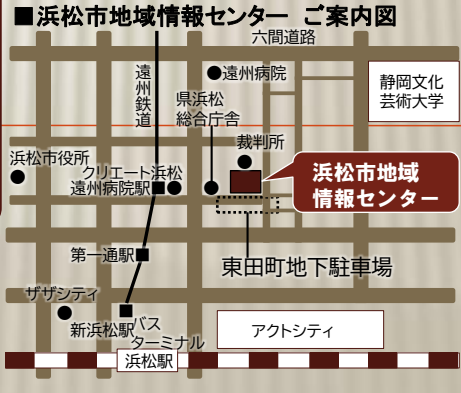 ■浜松市地域情報センター ご案内図
六間道路
遠州鉄道
遠州病院
静岡文化
芸術大学
県浜松
総合庁舎
裁判所
浜松市役所
クリエート浜松
遠州病院駅
浜松市地域
情報センター
第一通駅
東田町地下駐車場
ザザシティ
新浜松駅
バス
ターミナル
アクトシティ
浜松駅